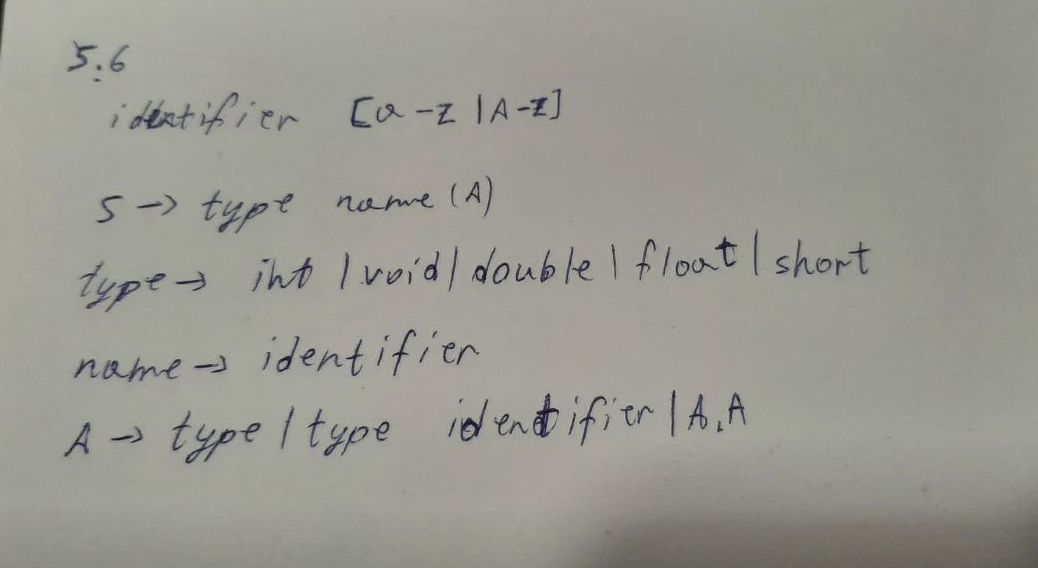 5.6
identifier [a-z | A-Z]
S -> type name (A)
type -> int | void | double | float | short
name -> identifier
A -> type | type identifier | A, A